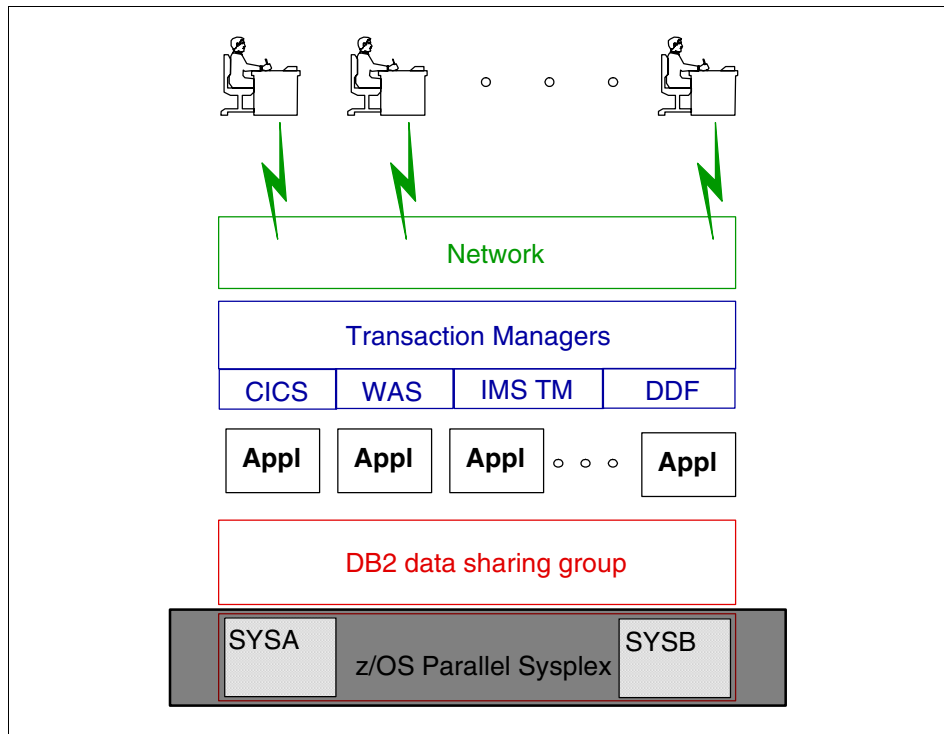 Network
Transaction Managers
CICS WAS IMS TM DDF
Appl Appl Appl Appl
DB2 data sharing group
SYSA z/OS Parallel Sysplex SYSB